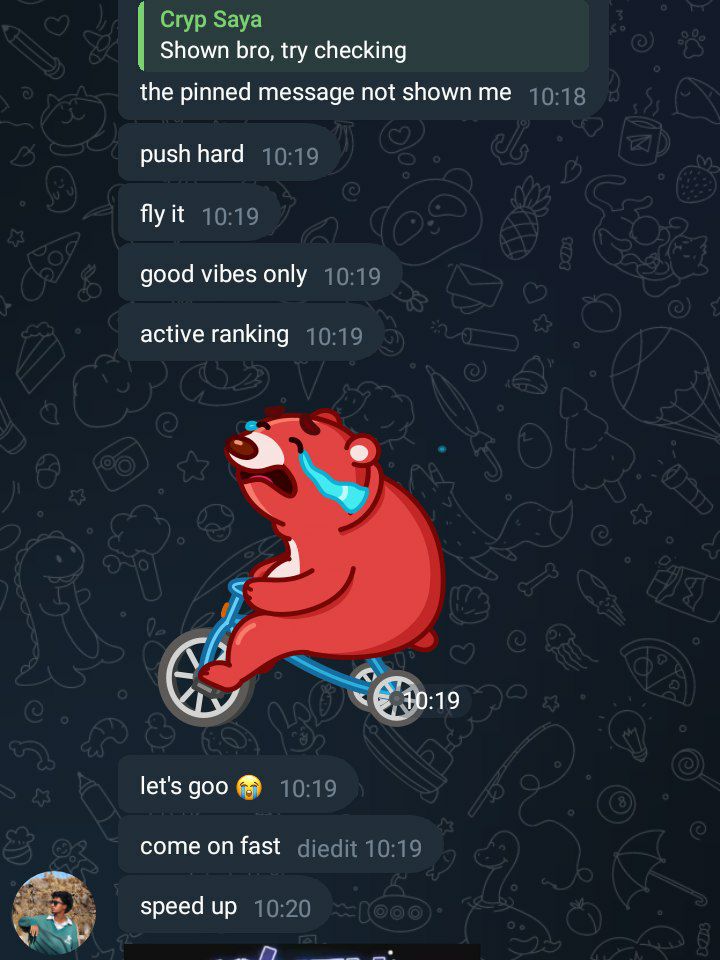 Cryp Saya
Shown bro, try checking
the pinned message not shown me 10:18
push hard 10:19
fly it 10:19
good vibes only 10:19
active ranking 10:19
10:19
let's goo 😭 10:19
come on fast diedit 10:19
speed up 10:20